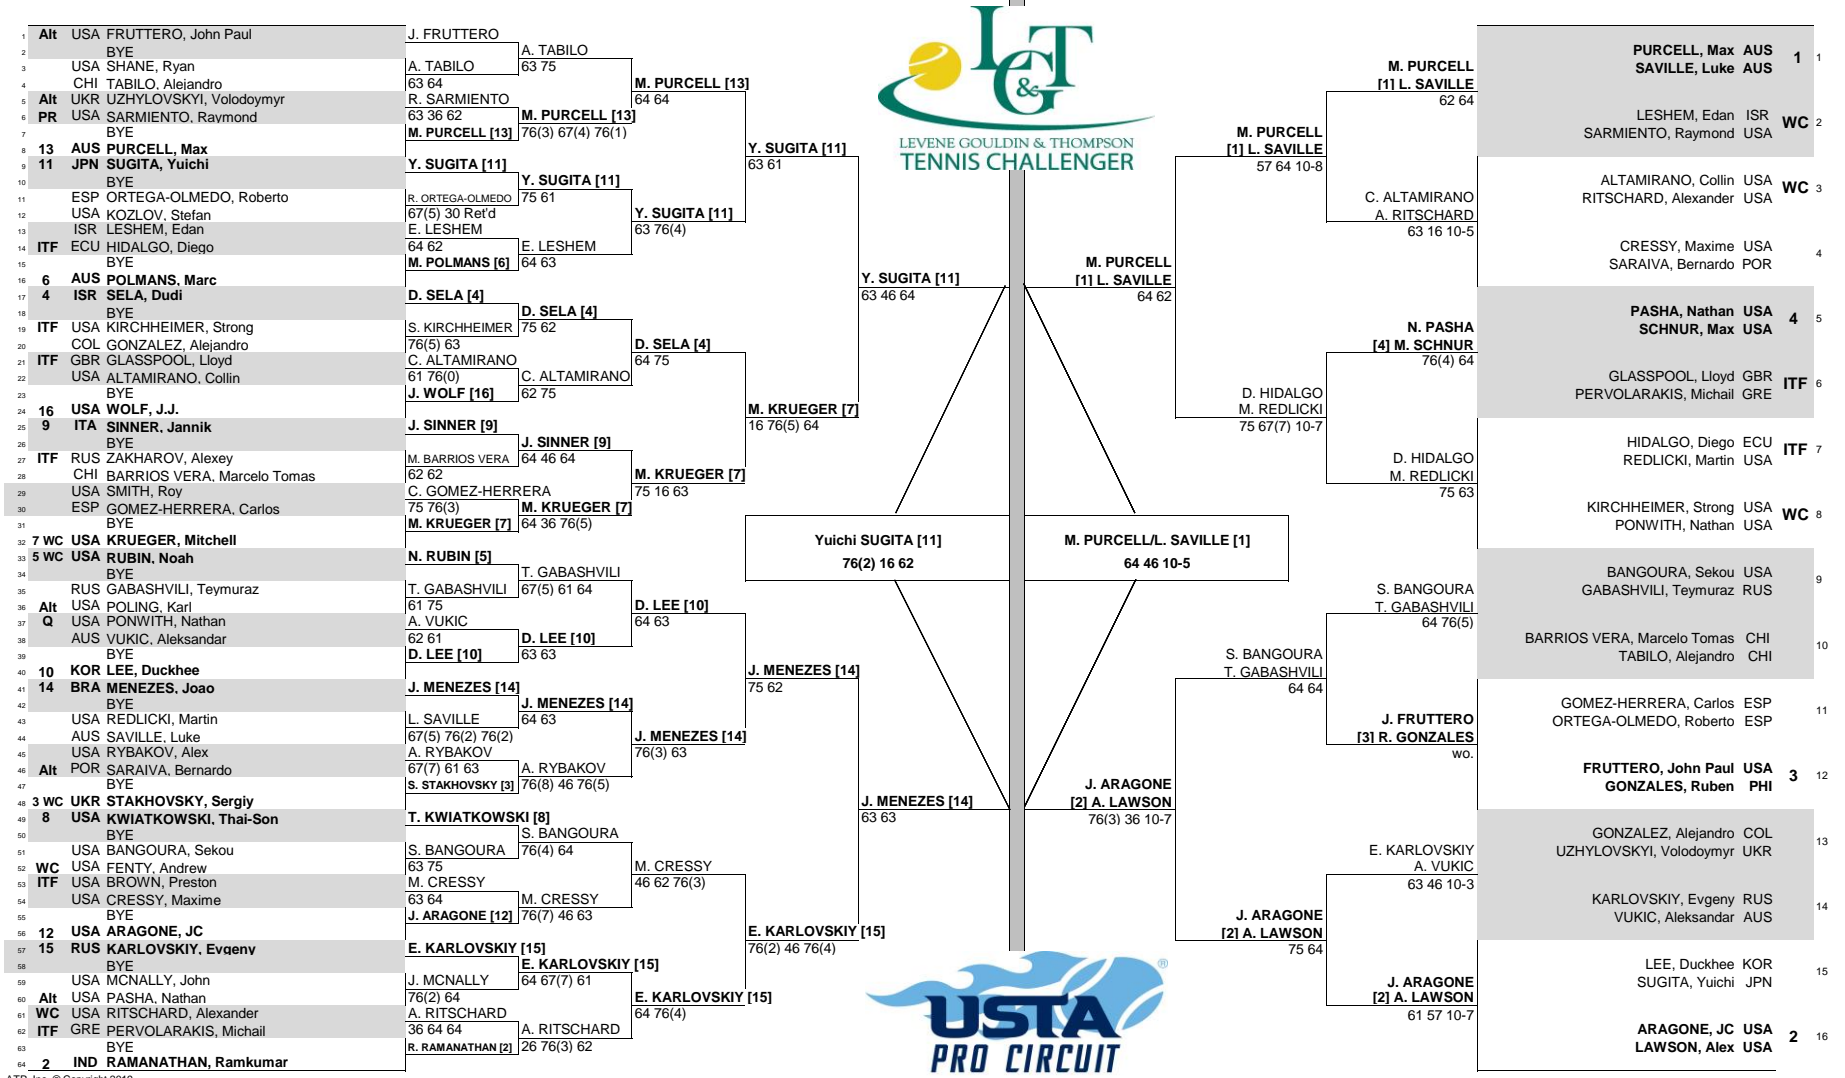 1 Alt USA FRUTTERO, John Paul
2 BYE
3 USA SHANE, Ryan
4 CHI TABILO, Alejandro
5 Alt UKR UZHYLOVSKYI, Volodoymyr
6 PR USA SARMIENTO, Raymond
7 BYE
8 13 AUS PURCELL, Max
9 11 JPN SUGITA, Yuichi
10 BYE
11 ESP ORTEGA-OLMEDO, Roberto
12 USA KOZLOV, Stefan
13 ISR LESHEM, Edan
14 ITF ECU HIDALGO, Diego
15 BYE
16 6 AUS POLMANS, Marc
17 4 ISR SELA, Dudi
18 BYE
19 ITF USA KIRCHHEIMER, Strong
20 COL GONZALEZ, Alejandro
21 ITF GBR GLASSPOOL, Lloyd
22 USA ALTAMIRANO, Collin
23 BYE
24 16 USA WOLF, J.J.
25 9 ITA SINNER, Jannik
26 BYE
27 ITF RUS ZAKHAROV, Alexey
28 CHI BARRIOS VERA, Marcelo Tomas
29 USA SMITH, Roy
30 ESP GOMEZ-HERRERA, Carlos
31 BYE
32 7 WC USA KRUEGER, Mitchell
33 5 WC USA RUBIN, Noah
34 BYE
35 RUS GABASHVILI, Teymuraz
36 Alt USA POLING, Karl
37 Q USA PONWITH, Nathan
38 AUS VUKIC, Aleksandar
39 BYE
40 10 KOR LEE, Duckhee
41 14 BRA MENEZES, Joao
42 BYE
43 USA REDLICKI, Martin
44 AUS SAVILLE, Luke
45 USA RYBAKOV, Alex
46 Alt POR SARAIVA, Bernardo
47 BYE
48 3 WC UKR STAKHOVSKY, Sergiy
49 8 USA KWIATKOWSKI, Thai-Son
50 BYE
51 USA BANGOURA, Sekou
52 WC USA FENTY, Andrew
53 ITF USA BROWN, Preston
54 USA CRESSY, Maxime
55 BYE
56 12 USA ARAGONE, JC
57 15 RUS KARLOVSKIY, Evgeny
58 BYE
59 USA MCNALLY, John
60 Alt USA PASHA, Nathan
61 WC USA RITSCHARD, Alexander
62 ITF GRE PERVOLARAKIS, Michail
63 BYE
64 2 IND RAMANATHAN, Ramkumar
J. FRUTTERO
A. TABILO
63 64
R. SARMIENTO
63 36 62
M. PURCELL [13]
Y. SUGITA [11]
R. ORTEGA-OLMEDO
67(5) 30 Ret'd
E. LESHEM
64 62
M. POLMANS [6]
D. SELA [4]
S. KIRCHHEIMER
76(5) 63
C. ALTAMIRANO
61 76(0)
J. WOLF [16]
J. SINNER [9]
M. BARRIOS VERA
62 62
C. GOMEZ-HERRERA
75 76(3)
M. KRUEGER [7]
N. RUBIN [5]
T. GABASHVILI
61 75
A. VUKIC
62 61
D. LEE [10]
J. MENEZES [14]
L. SAVILLE
67(5) 76(2) 76(2)
A. RYBAKOV
67(7) 61 63
S. STAKHOVSKY [3]
T. KWIATKOWSKI [8]
S. BANGOURA
63 75
M. CRESSY
63 64
J. ARAGONE [12]
E. KARLOVSKIY [15]
J. MCNALLY
76(2) 64
A. RITSCHARD
36 64 64
R. RAMANATHAN [2]
A. TABILO
63 75
M. PURCELL [13]
76(3) 67(4) 76(1)
Y. SUGITA [11]
75 61
E. LESHEM
64 63
D. SELA [4]
75 62
C. ALTAMIRANO
62 75
J. SINNER [9]
64 46 64
M. KRUEGER [7]
64 36 76(5)
T. GABASHVILI
67(5) 61 64
D. LEE [10]
63 63
J. MENEZES [14]
64 63
A. RYBAKOV
76(8) 46 76(5)
S. BANGOURA
76(4) 64
M. CRESSY
76(7) 46 63
E. KARLOVSKIY [15]
64 67(7) 61
A. RITSCHARD
26 76(3) 62
M. PURCELL [13]
64 64
Y. SUGITA [11]
63 76(4)
D. SELA [4]
64 75
M. KRUEGER [7]
75 16 63
D. LEE [10]
64 63
J. MENEZES [14]
76(3) 63
M. CRESSY
46 62 76(3)
E. KARLOVSKIY [15]
64 76(4)
Y. SUGITA [11]
63 61
M. KRUEGER [7]
16 76(5) 64
J. MENEZES [14]
75 62
E. KARLOVSKIY [15]
76(2) 46 76(4)
Y. SUGITA [11]
63 46 64
J. MENEZES [14]
63 63
Yuichi SUGITA [11]
76(2) 16 62
LG&T
LEVENE GOULDIN & THOMPSON
TENNIS CHALLENGER
M. PURCELL/L. SAVILLE [1]
64 46 10-5
M. PURCELL
[1] L. SAVILLE
64 62
J. ARAGONE
[2] A. LAWSON
76(3) 36 10-7
M. PURCELL
[1] L. SAVILLE
57 64 10-8
D. HIDALGO
M. REDLICKI
75 67(7) 10-7
S. BANGOURA
T. GABASHVILI
64 64
J. ARAGONE
[2] A. LAWSON
75 64
M. PURCELL
[1] L. SAVILLE
62 64
C. ALTAMIRANO
A. RITSCHARD
63 16 10-5
N. PASHA
[4] M. SCHNUR
76(4) 64
D. HIDALGO
M. REDLICKI
75 63
S. BANGOURA
T. GABASHVILI
64 76(5)
J. FRUTTERO
[3] R. GONZALES
wo.
E. KARLOVSKIY
A. VUKIC
63 46 10-3
J. ARAGONE
[2] A. LAWSON
61 57 10-7
PURCELL, Max AUS
SAVILLE, Luke AUS
1 1
LESHEM, Edan ISR
SARMIENTO, Raymond USA
WC 2
ALTAMIRANO, Collin USA
RITSCHARD, Alexander USA
WC 3
CRESSY, Maxime USA
SARAIVA, Bernardo POR
4
PASHA, Nathan USA
SCHNUR, Max USA
4 5
GLASSPOOL, Lloyd GBR
PERVOLARAKIS, Michail GRE
ITF 6
HIDALGO, Diego ECU
REDLICKI, Martin USA
ITF 7
KIRCHHEIMER, Strong USA
PONWITH, Nathan USA
WC 8
BANGOURA, Sekou USA
GABASHVILI, Teymuraz RUS
9
BARRIOS VERA, Marcelo Tomas CHI
TABILO, Alejandro CHI
10
GOMEZ-HERRERA, Carlos ESP
ORTEGA-OLMEDO, Roberto ESP
11
FRUTTERO, John Paul USA
GONZALES, Ruben PHI
3 12
GONZALEZ, Alejandro COL
UZHYLOVSKYI, Volodoymyr UKR
13
KARLOVSKIY, Evgeny RUS
VUKIC, Aleksandar AUS
14
LEE, Duckhee KOR
SUGITA, Yuichi JPN
15
ARAGONE, JC USA
LAWSON, Alex USA
2 16
USTA
®
PRO CIRCUIT